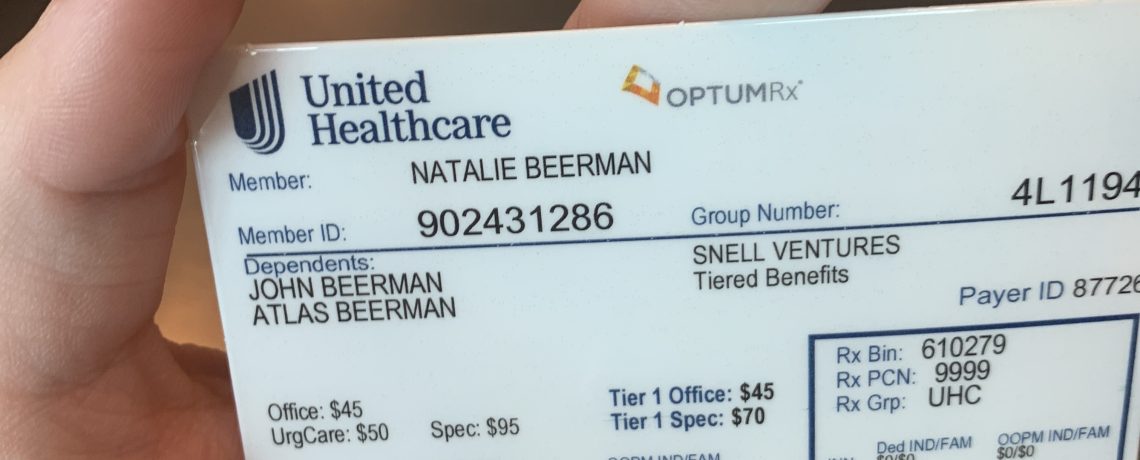 United
Healthcare
OPTUMRx®
Member: NATALIE BEERMAN
Member ID: 902431286 Group Number: 4L1194
Dependents:
JOHN BEERMAN
ATLAS BEERMAN
SNELL VENTURES
Tiered Benefits
Payer ID 87726
Office: $45
UrgCare: $50 Spec: $95
Tier 1 Office: $45
Tier 1 Spec: $70
Rx Bin: 610279
Rx PCN: 9999
Rx Grp: UHC
Ded IND/FAM OOPM IND/FAM
$0/$0 $0/$0